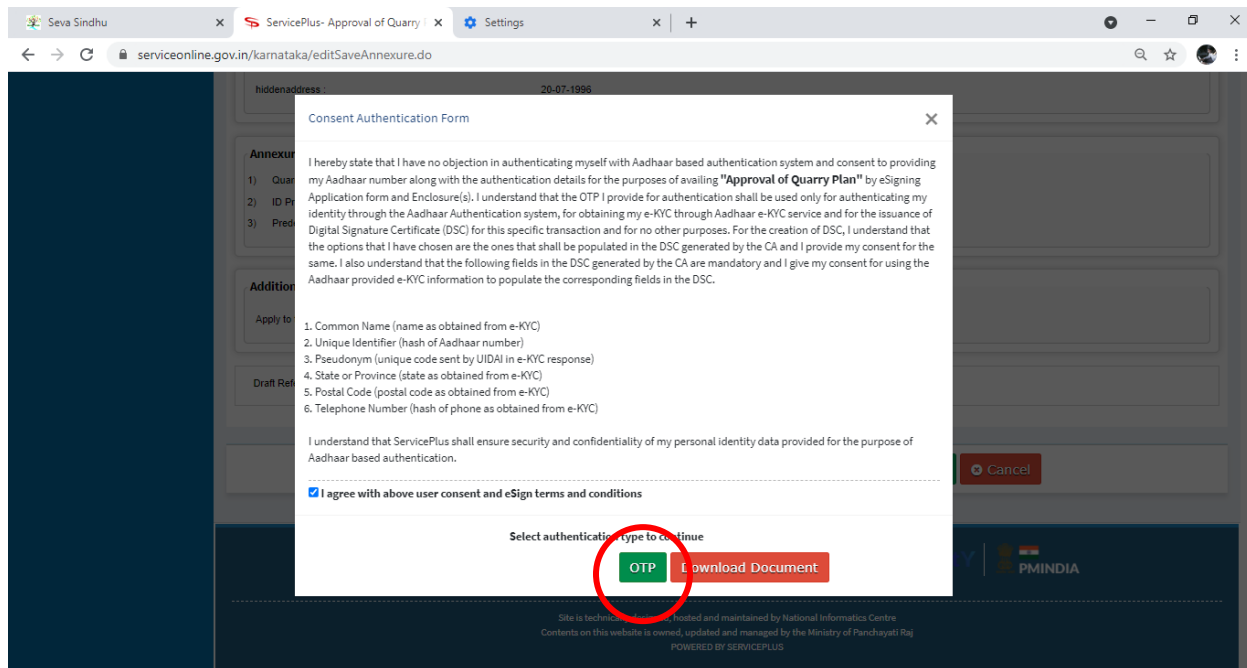 Seva Sindhu
ServicePlus- Approval of Quarry
Settings
serviceonline.gov.in/karnataka/editSaveAnnexure.do
hiddenaddress :
20-07-1996
Consent Authentication Form
Annexur
1) Quar
2) ID Pr
3) Pred
I hereby state that I have no objection in authenticating myself with Aadhaar based authentication system and consent to providing
my Aadhaar number along with the authentication details for the purposes of availing "Approval of Quarry Plan" by eSigning
Application form and Enclosure(s). I understand that the OTP I provide for authentication shall be used only for authenticating my
identity through the Aadhaar Authentication system, for obtaining my e-KYC through Aadhaar e-KYC service and for the issuance of
Digital Signature Certificate (DSC) for this specific transaction and for no other purposes. For the creation of DSC, I understand that
the options that I have chosen are the ones that shall be populated in the DSC generated by the CA and I provide my consent for the
same. I also understand that the following fields in the DSC generated by the CA are mandatory and I give my consent for using the
Aadhaar provided e-KYC information to populate the corresponding fields in the DSC.
Addition
Apply to
1. Common Name (name as obtained from e-KYC)
2. Unique Identifier (hash of Aadhaar number)
3. Pseudonym (unique code sent by UIDAI in e-KYC response)
4. State or Province (state as obtained from e-KYC)
5. Postal Code (postal code as obtained from e-KYC)
6. Telephone Number (hash of phone as obtained from e-KYC)
Draft Ref
I understand that ServicePlus shall ensure security and confidentiality of my personal identity data provided for the purpose of
Aadhaar based authentication.
Cancel
I agree with above user consent and eSign terms and conditions
Select authentication type to continue
OTP
Download Document
PMINDIA
Site is technically designed, hosted and maintained by National Informatics Centre
Contents on this website is owned, updated and managed by the Ministry of Panchayati Raj
POWERED BY SERVICEPLUS